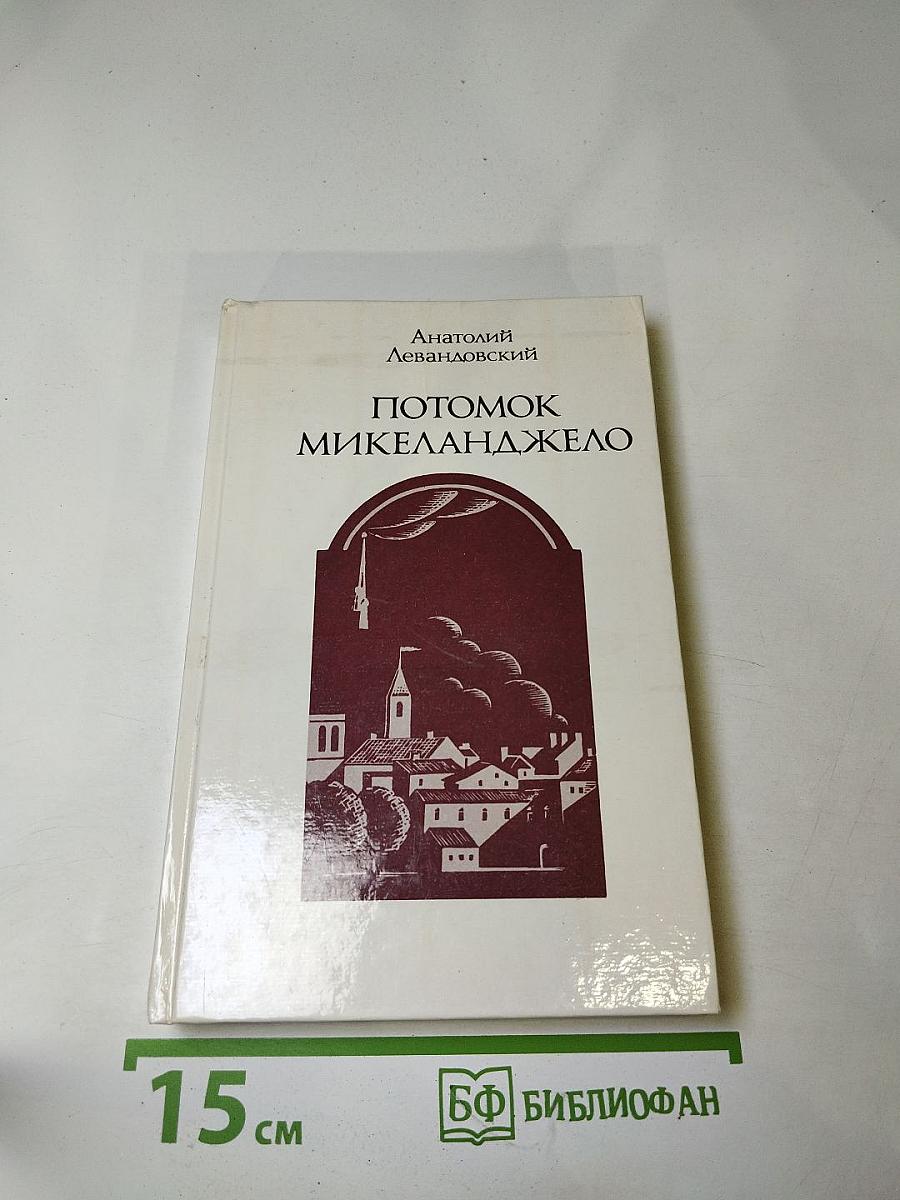 Анатолий
Левандовский
ПОТОМОК
МИКЕЛАНДЖЕЛО
15 см
БФ БИБЛИОФАН